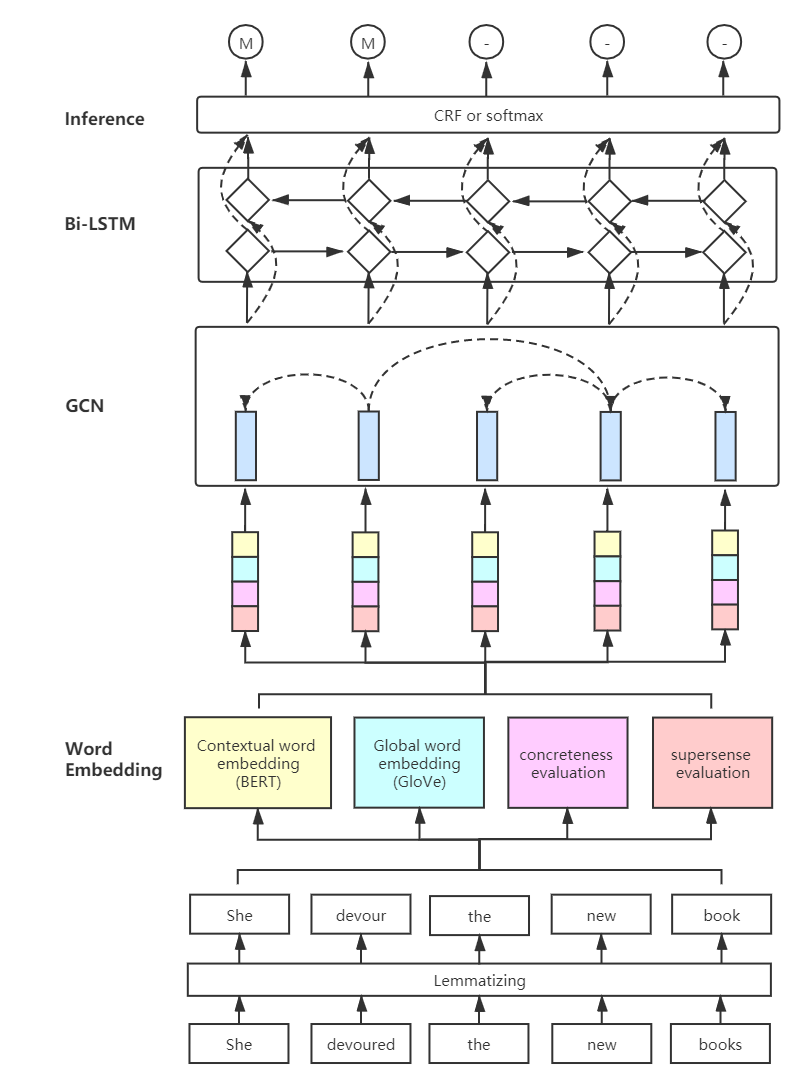 M M - - -
Inference
CRF or softmax
Bi-LSTM
GCN
Word
Embedding
Contextual word
embedding
(BERT)
Global word
embedding
(GloVe)
concreteness
evaluation
supersense
evaluation
She devour the new book
Lemmatizing
She devoured the new books